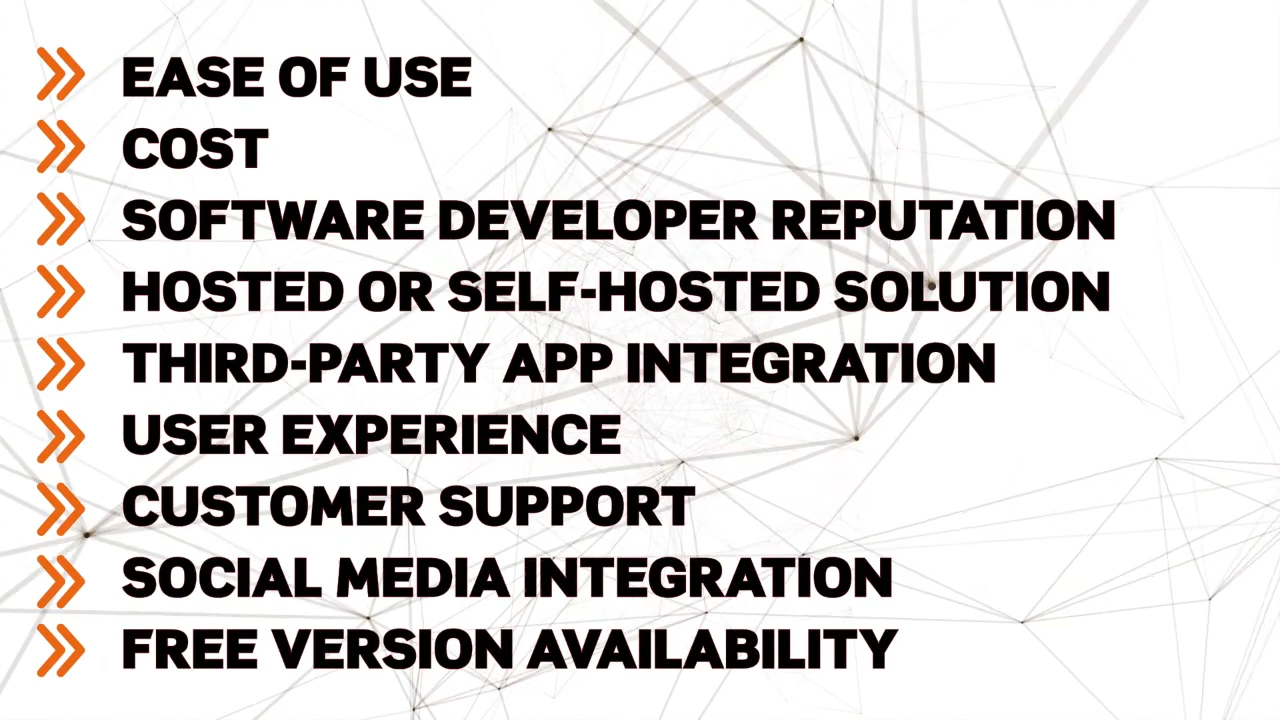 EASE OF USE
COST
SOFTWARE DEVELOPER REPUTATION
HOSTED OR SELF-HOSTED SOLUTION
THIRD-PARTY APP INTEGRATION
USER EXPERIENCE
CUSTOMER SUPPORT
SOCIAL MEDIA INTEGRATION
FREE VERSION AVAILABILITY